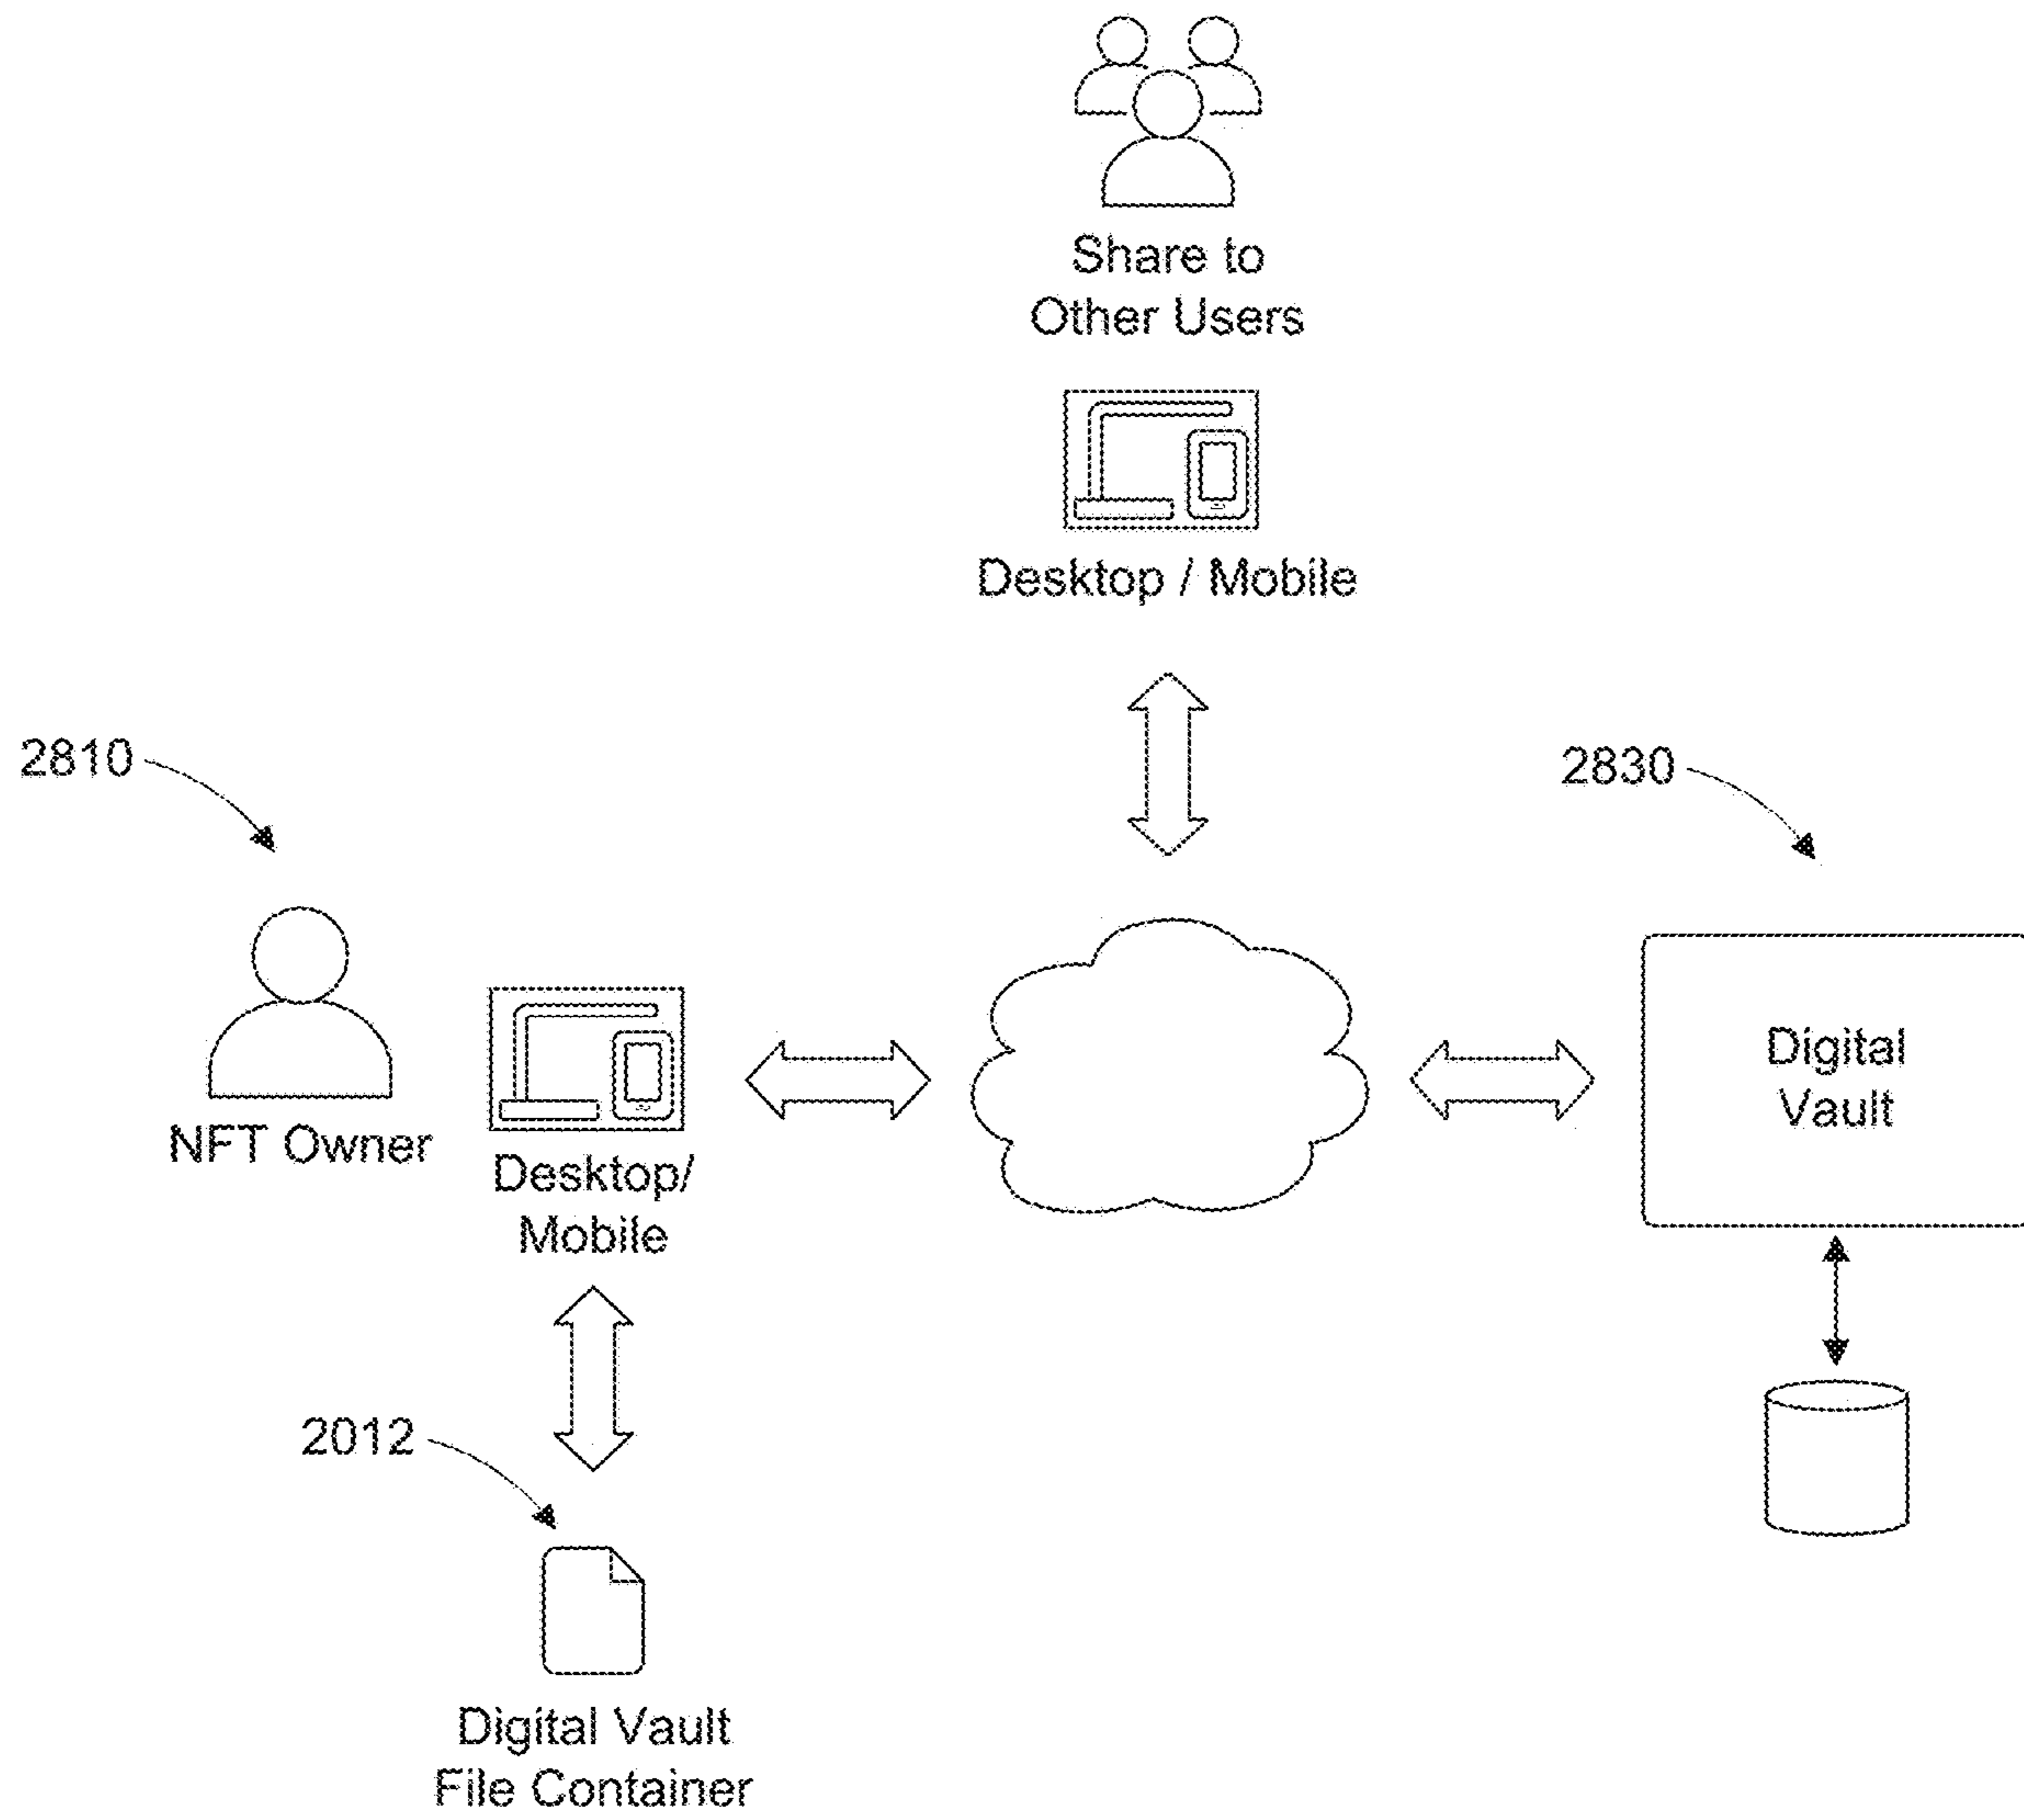 Share to
Other Users
Desktop / Mobile
2810
2830
NFT Owner
Desktop/
Mobile
Digital
Vault
2012
Digital Vault
File Container